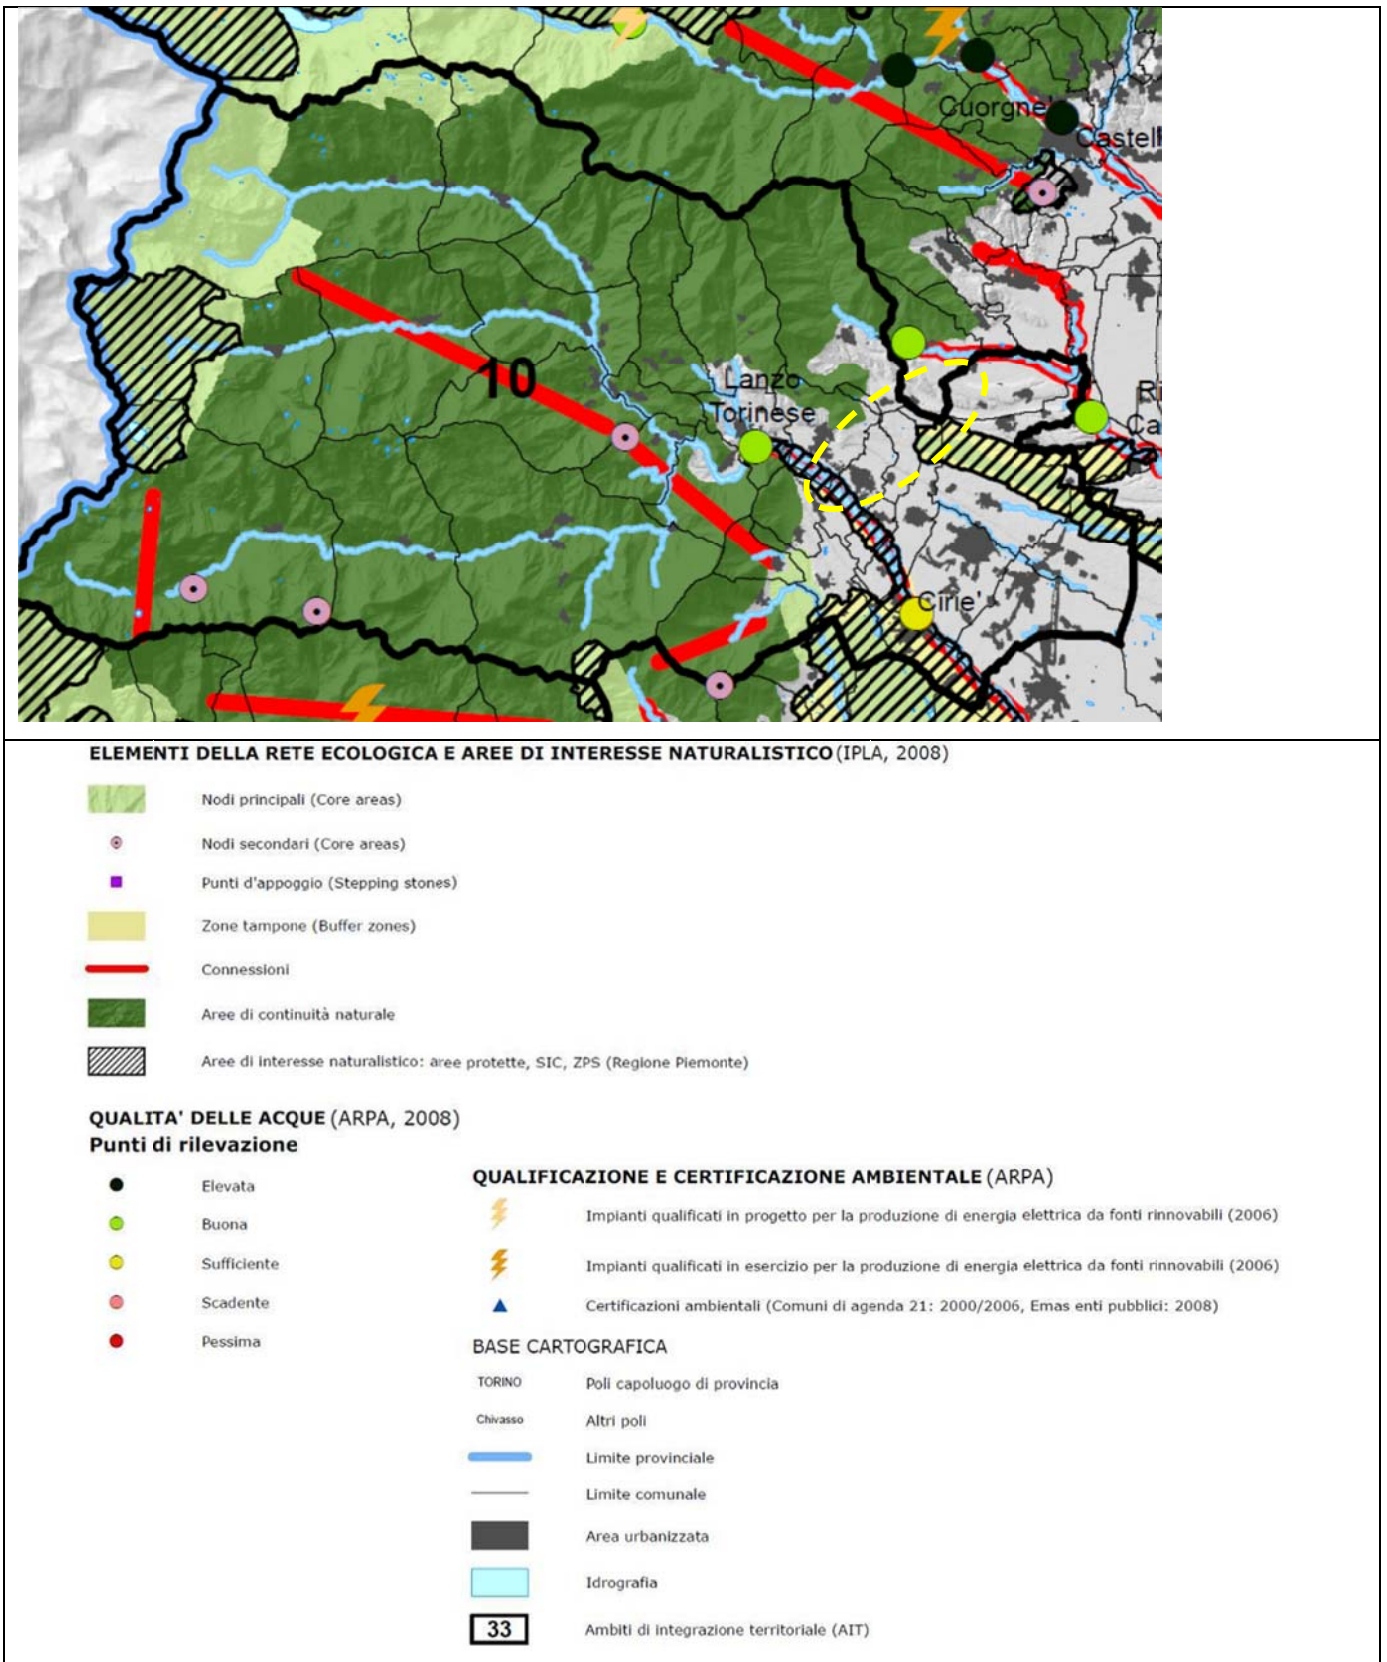 Cuorgne'
Castell
10
Lanzo
Torinese
Ri
Ca
Cirie'
ELEMENTI DELLA RETE ECOLOGICA E AREE DI INTERESSE NATURALISTICO (IPLA, 2008)
Nodi principali (Core areas)
Nodi secondari (Core areas)
Punti d'appoggio (Stepping stones)
Zone tampone (Buffer zones)
Connessioni
Aree di continuità naturale
Aree di interesse naturalistico: aree protette, SIC, ZPS (Regione Piemonte)
QUALITA' DELLE ACQUE (ARPA, 2008)
Punti di rilevazione
Elevata
Buona
Sufficiente
Scadente
Pessima
QUALIFICAZIONE E CERTIFICAZIONE AMBIENTALE (ARPA)
Impianti qualificati in progetto per la produzione di energia elettrica da fonti rinnovabili (2006)
Impianti qualificati in esercizio per la produzione di energia elettrica da fonti rinnovabili (2006)
Certificazioni ambientali (Comuni di agenda 21: 2000/2006, Emas enti pubblici: 2008)
BASE CARTOGRAFICA
TORINO Poli capoluogo di provincia
Chivasso Altri poli
Limite provinciale
Limite comunale
Area urbanizzata
Idrografia
33 Ambiti di integrazione territoriale (AIT)